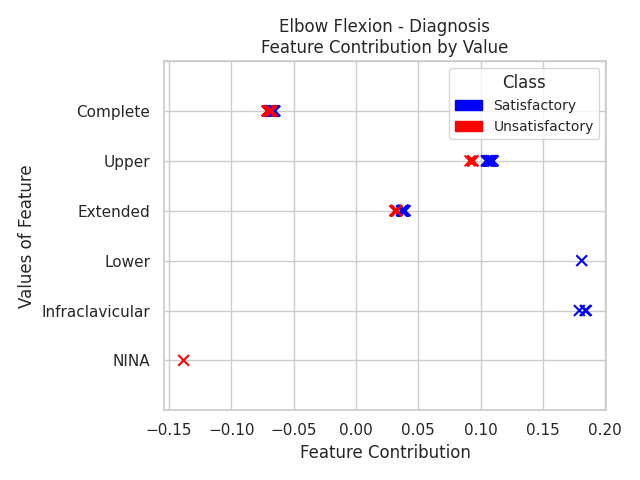 Elbow Flexion - Diagnosis
Feature Contribution by Value
Class
Satisfactory
Unsatisfactory
Values of Feature
Complete
Upper
Extended
Lower
Infraclavicular
NINA
−0.15 −0.10 −0.05 0.00 0.05 0.10 0.15 0.20
Feature Contribution